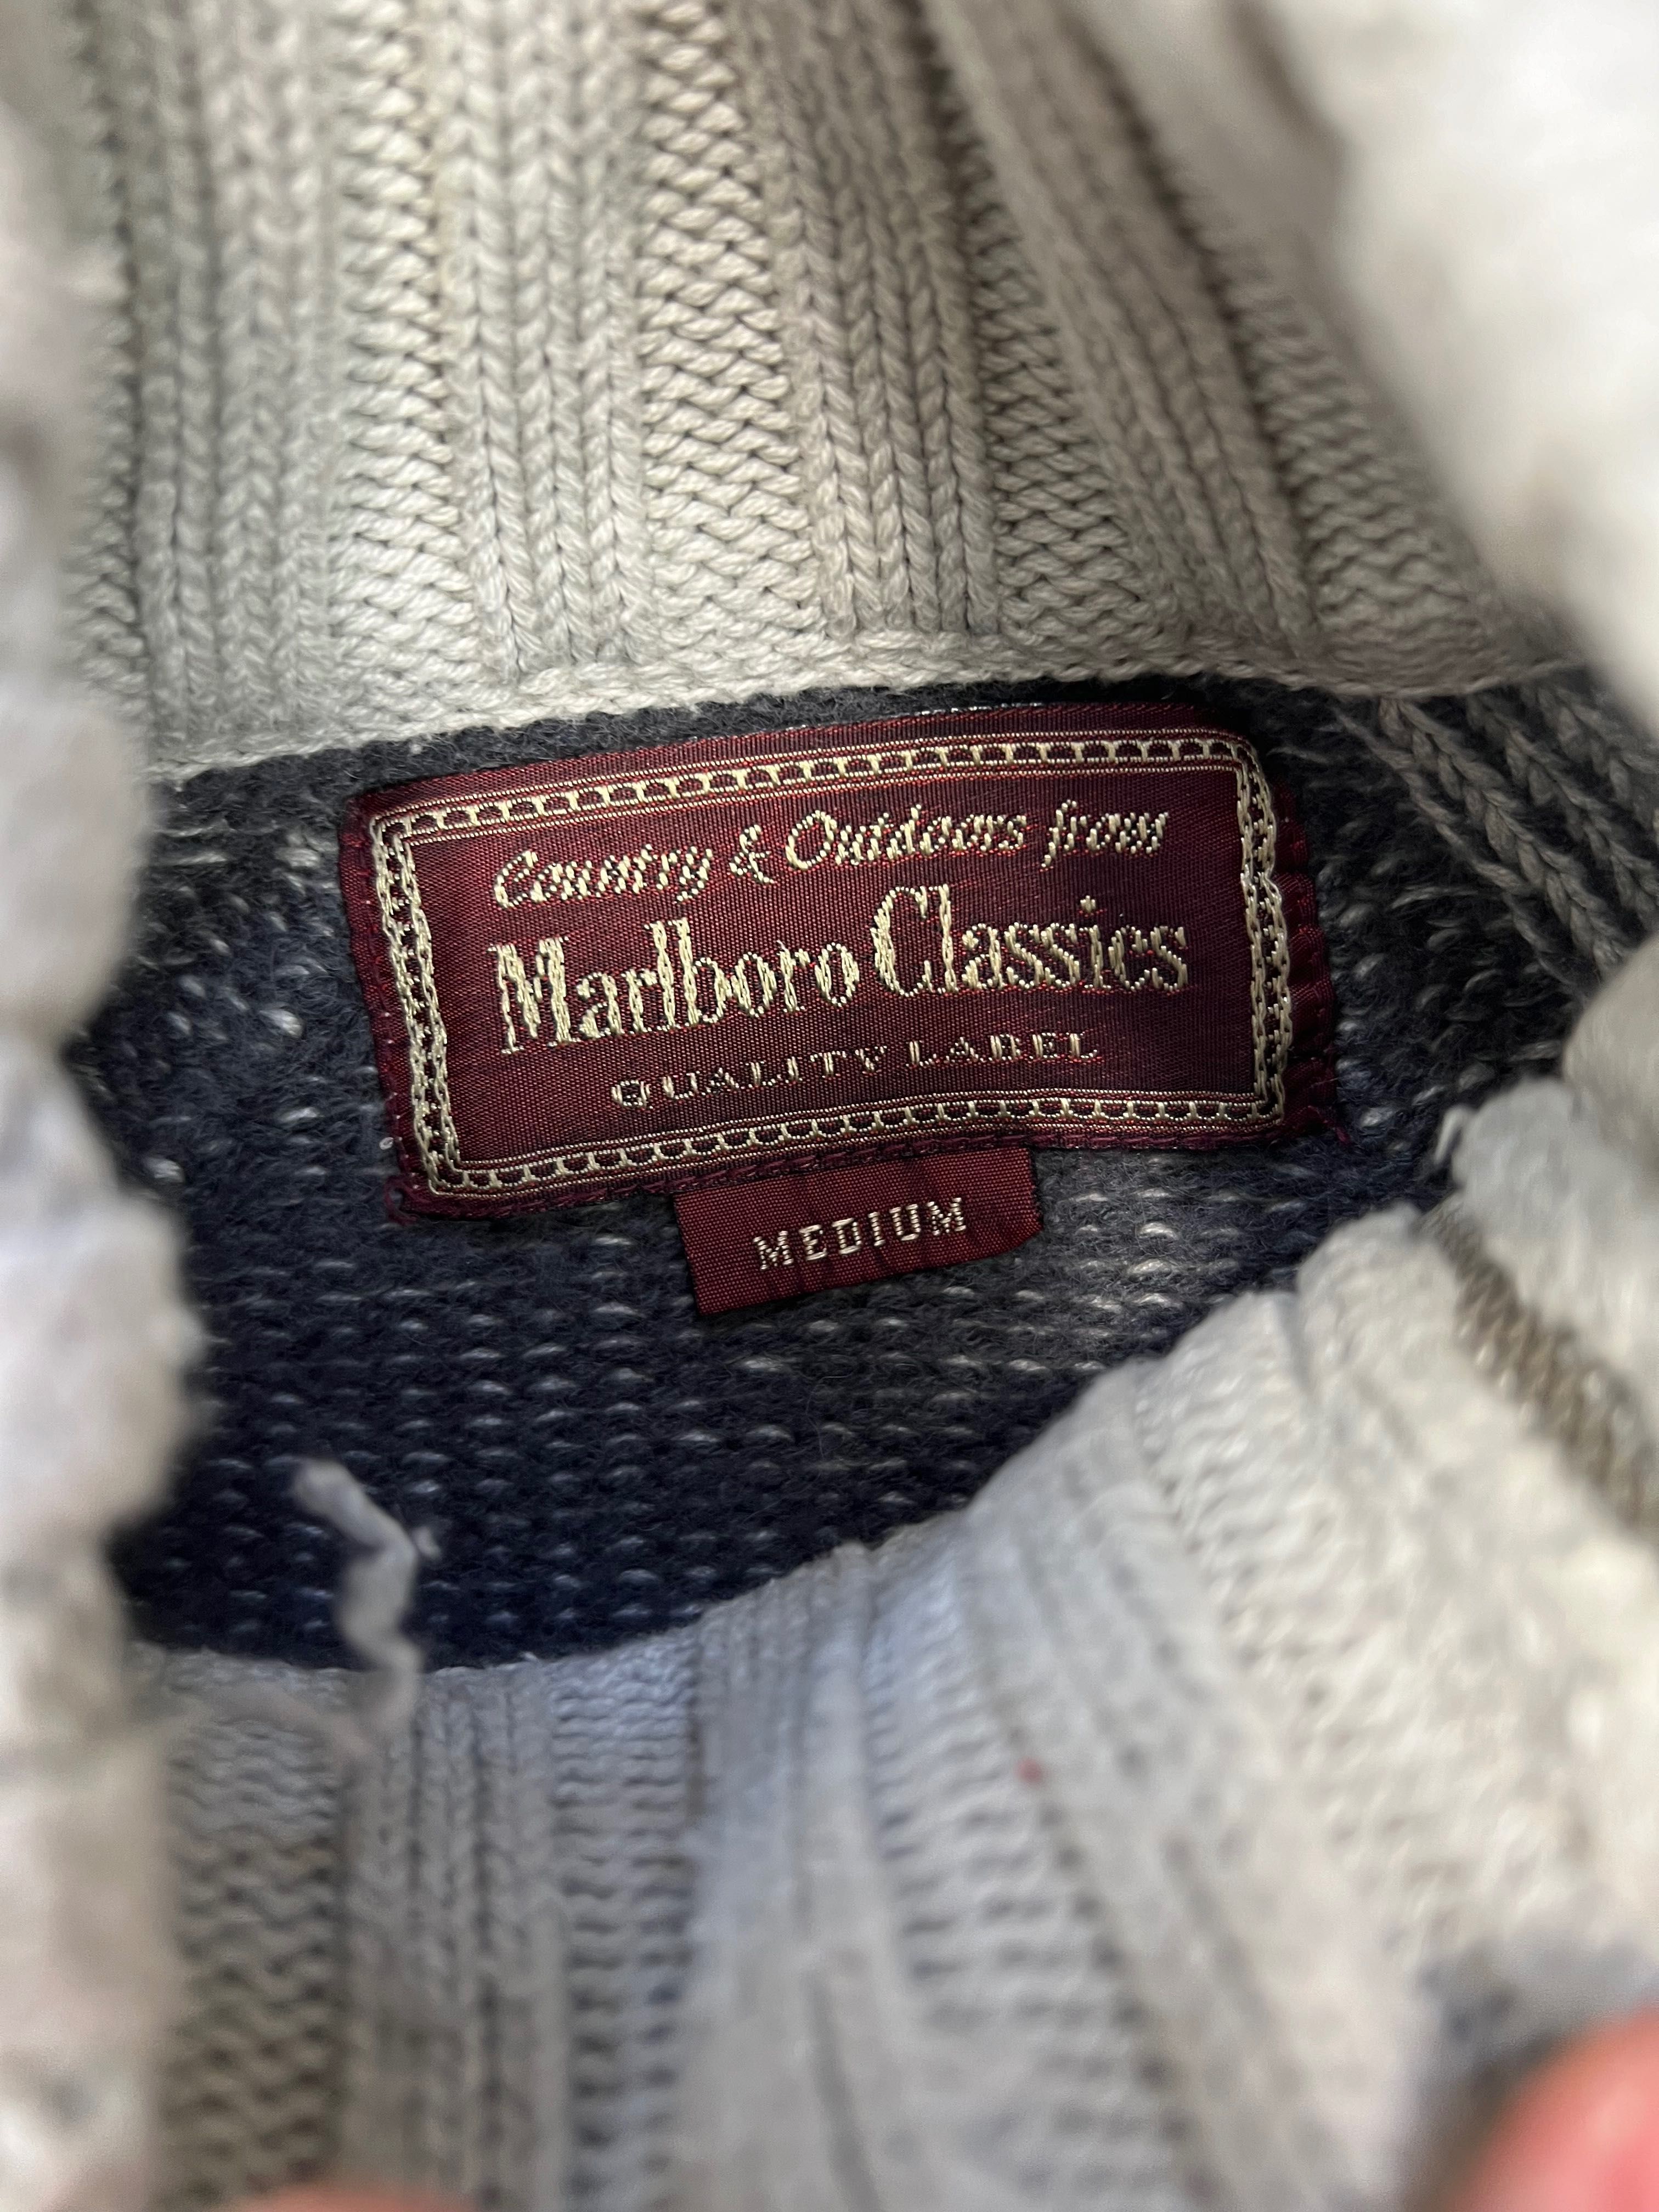 Country & Outdoors from
Marlboro Classics
QUALITY LABEL
MEDIUM